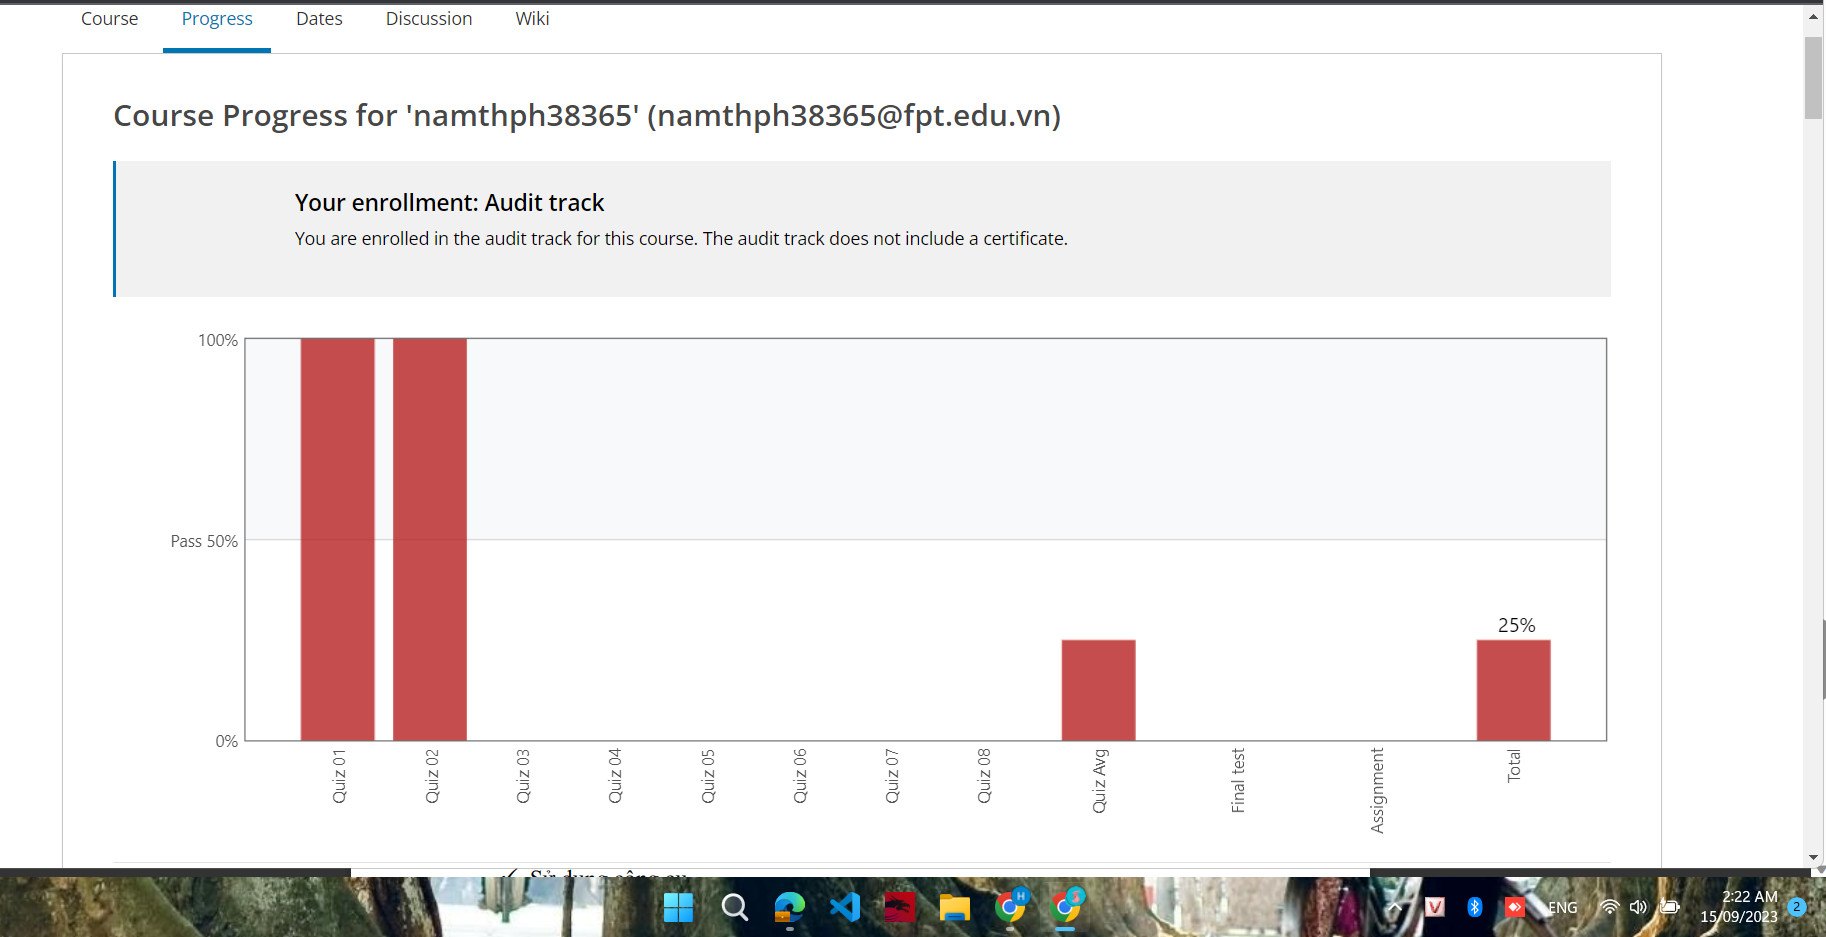 Course Progress Dates Discussion Wiki
Course Progress for 'namthph38365' (namthph38365@fpt.edu.vn)
Your enrollment: Audit track
You are enrolled in the audit track for this course. The audit track does not include a certificate.
100%
Pass 50%
0%
25%
Quiz 01
Quiz 02
Quiz 03
Quiz 04
Quiz 05
Quiz 06
Quiz 07
Quiz 08
Quiz Avg
Final test
Assignment
Total
H
V
ENG
2:22 AM
15/09/2023
2